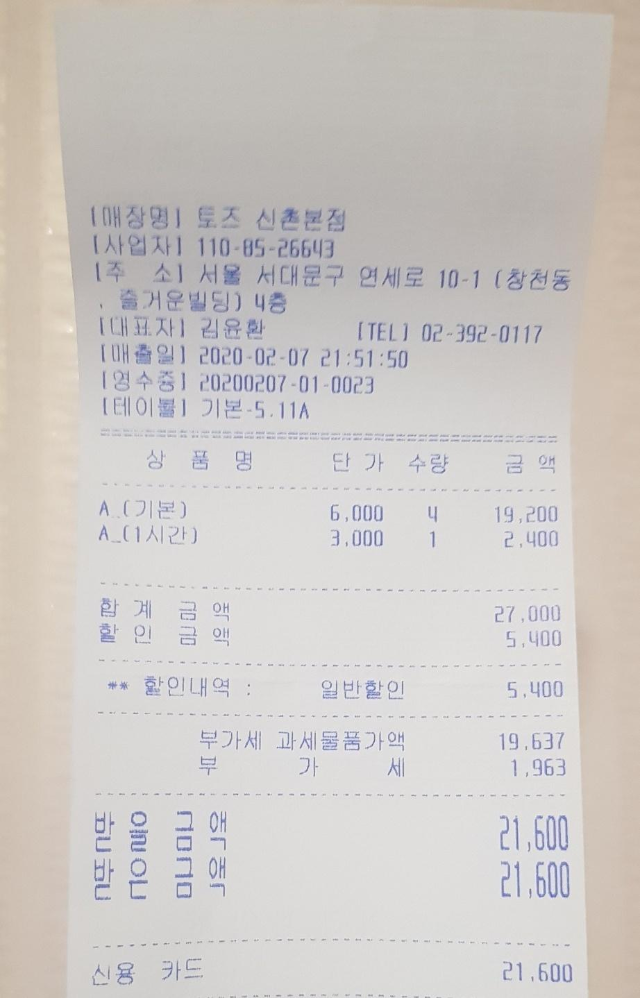 [매장명] 토즈 신촌본점
[사업자] 110-85-26643
[주 소] 서울 서대문구 연세로 10-1 (창천동
, 즐거운빌딩) 4층
[대표자] 김윤환 [TEL] 02-392-0117
[매출일] 2020-02-07 21:51:50
[영수증] 20200207-01-0023
[테이블] 기본-5.11A
상 품 명 단 가 수량 금 액
A_(기본) 6,000 4 19,200
A_(1시간) 3,000 1 2,400
합 계 금 액 27,000
할 인 금 액 5,400
** 할인내역 : 일반할인 5,400
부가세 과세물품가액 19,637
부 가 세 1,963
받 을 금 액 21,600
받 은 금 액 21,600
신용 카드 21,600